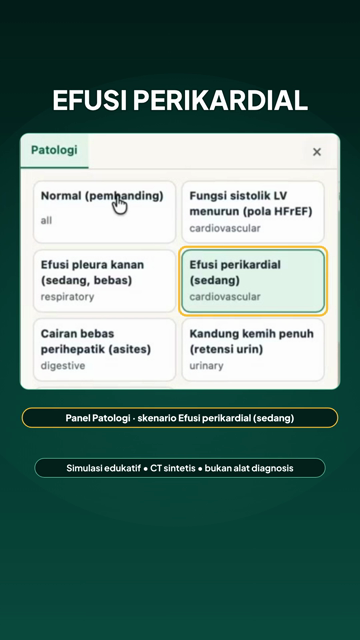 EFUSI PERIKARDIAL
Patologi
×
Normal (pembanding)
all
Fungsi sistolik LV
menurun (pola HFrEF)
cardiovascular
Efusi pleura kanan
(sedang, bebas)
respiratory
Efusi perikardial
(sedang)
cardiovascular
Cairan bebas
perihepatik (asites)
digestive
Kandung kemih penuh
(retensi urin)
urinary
Panel Patologi · skenario Efusi perikardial (sedang)
Simulasi edukatif • CT sintetis • bukan alat diagnosis